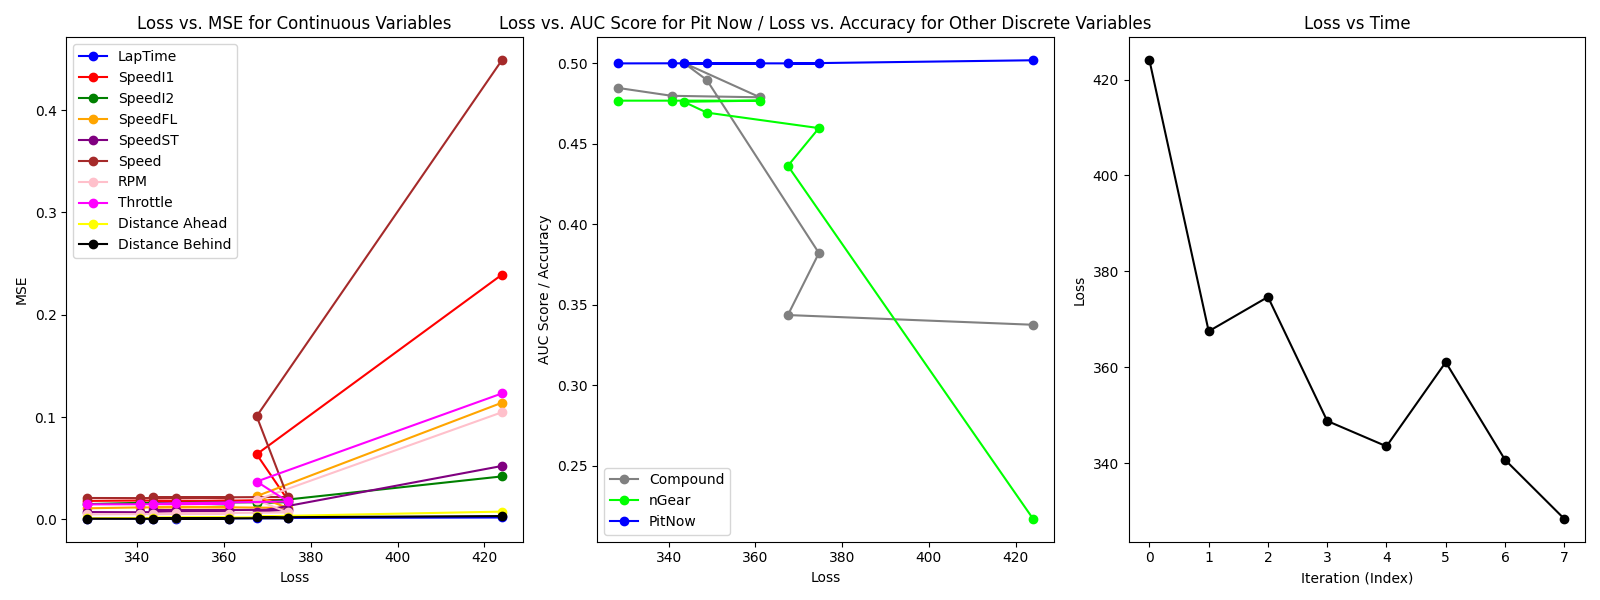 Loss vs. MSE for Continuous Variables
MSE
0.4
0.3
0.2
0.1
0.0
LapTime
SpeedI1
SpeedI2
SpeedFL
SpeedST
Speed
RPM
Throttle
Distance Ahead
Distance Behind
340
360
380
400
420
Loss
Loss vs. AUC Score for Pit Now / Loss vs. Accuracy for Other Discrete Variables
AUC Score / Accuracy
0.50
0.45
0.40
0.35
0.30
0.25
Compound
nGear
PitNow
340
360
380
400
420
Loss
Loss vs Time
Loss
420
400
380
360
340
0
1
2
3
4
5
6
7
Iteration (Index)